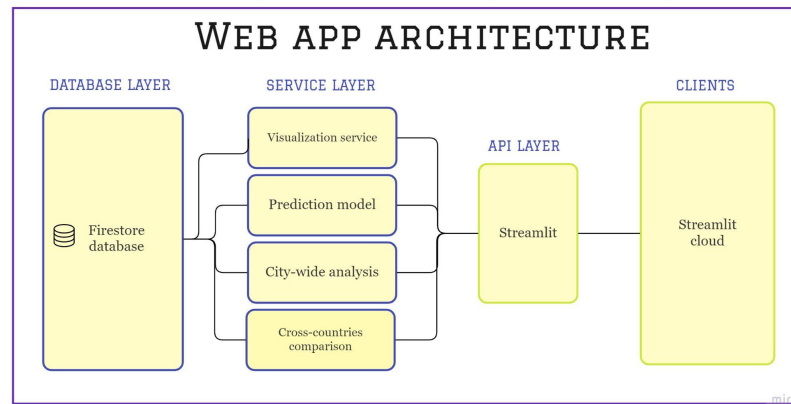 WEB APP ARCHITECTURE
DATABASE LAYER
SERVICE LAYER
CLIENTS
API LAYER
Firestore
database
Visualization service
Prediction model
City-wide analysis
Cross-countries
comparison
Streamlit
Streamlit
cloud